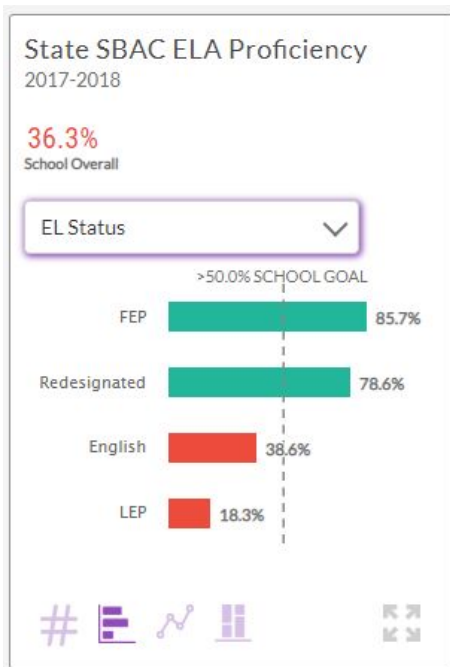 State SBAC ELA Proficiency
2017-2018
36.3%
School Overall
EL Status
>50.0% SCHOOL GOAL
FEP 85.7%
Redesignated 78.6%
English 38.6%
LEP 18.3%
#